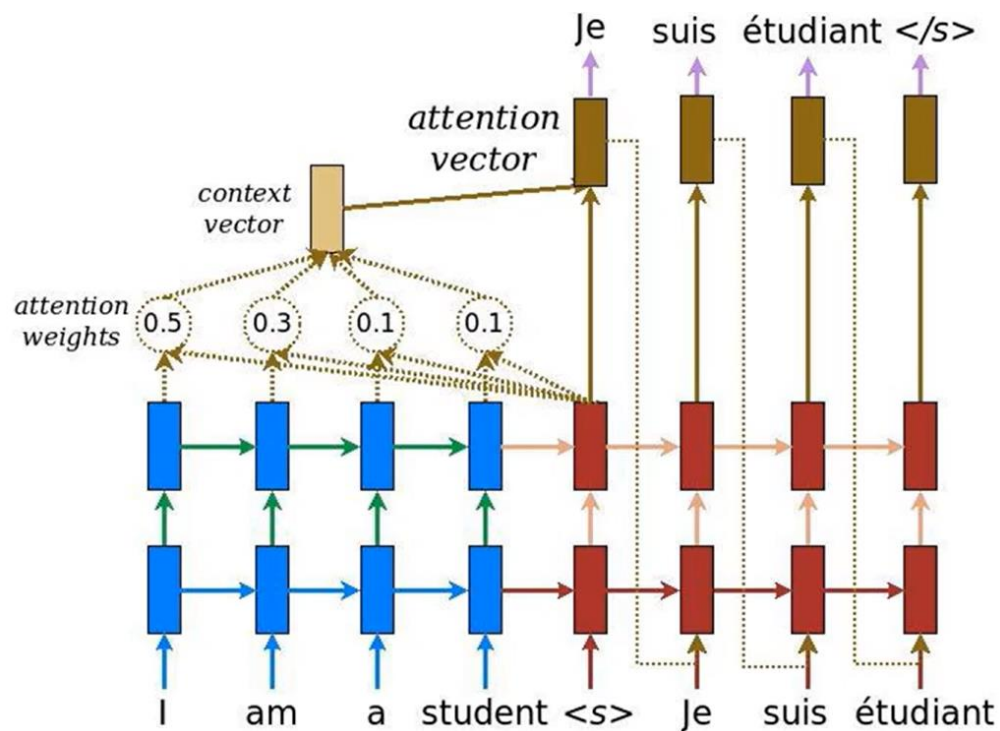 Je suis étudiant </s>
attention
vector
context
vector
attention
weights
0.5 0.3 0.1 0.1
I am a student <s> Je suis étudiant